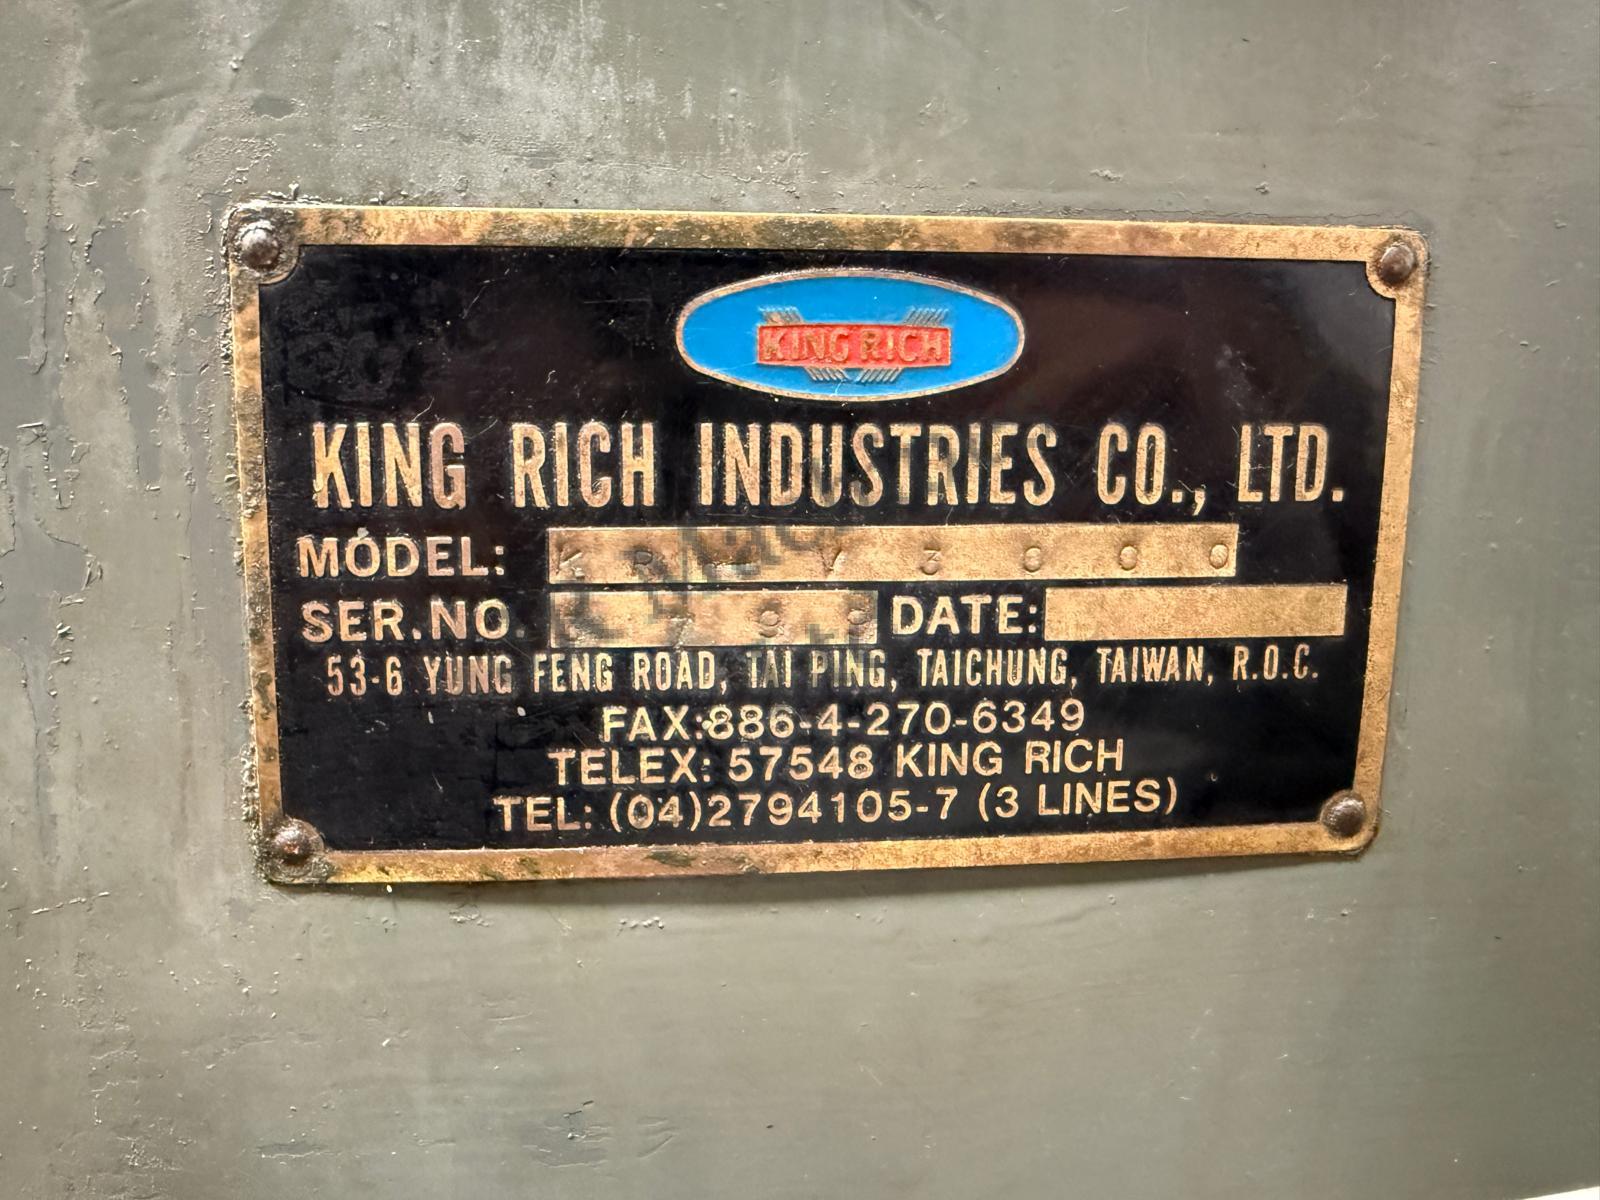 KING RICH
KING RICH INDUSTRIES CO., LTD.
MODEL: V 3000
SER.NO. DATE:
53-6 YUNG FENG ROAD, TAI PING, TAICHUNG, TAIWAN, R.O.C.
FAX:886-4-270-6349
TELEX: 57548 KING RICH
TEL: (04)2794105-7 (3 LINES)